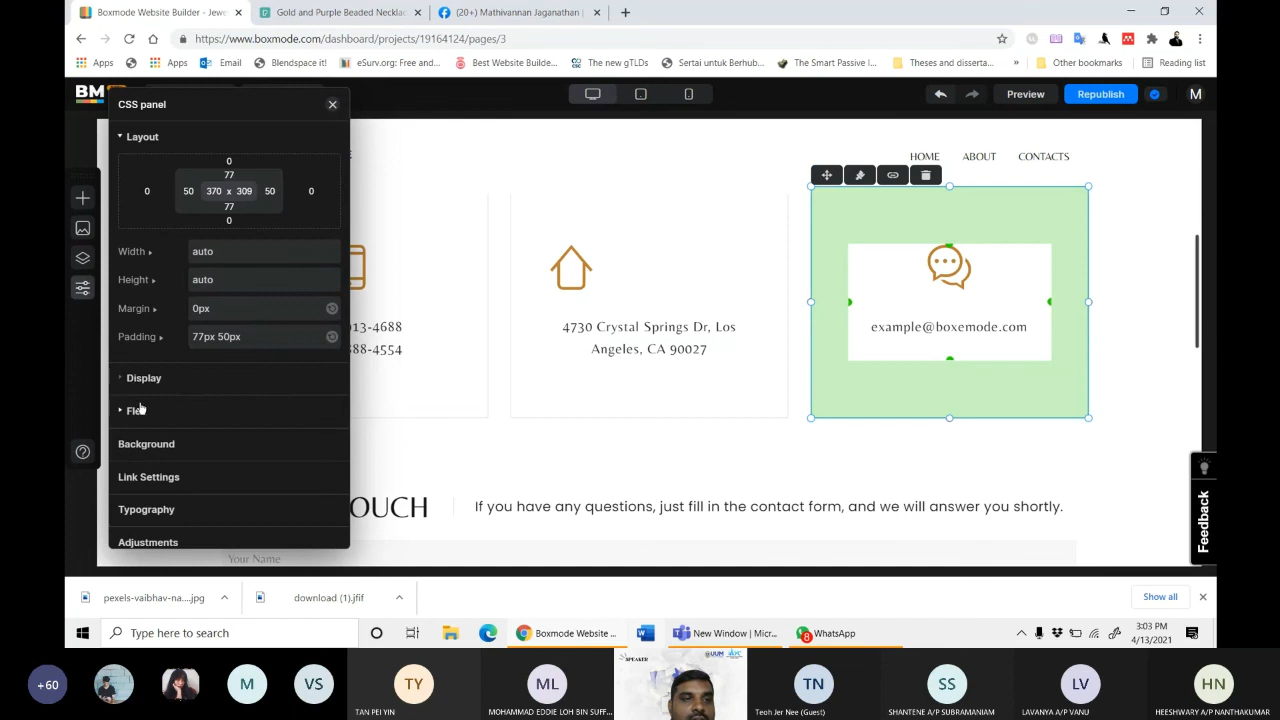 Boxmode Website Builder - Jewe
Gold and Purple Beaded Necklac
(20+) Mathivannan Jaganathan |
https://www.boxmode.com/dashboard/projects/19164124/pages/3
Apps
Apps
Email
Blendspace it!
eSurv.org: Free and...
Best Website Builde...
The new gTLDs
Sertai untuk Berhub...
The Smart Passive I...
Theses and disserta...
»
Other bookmarks
Reading list
BM
Preview
Republish
M
CSS panel
Layout
0
77
0 50 370 x 309 50 0
77
0
Width auto
Height auto
Margin 0px
Padding 77px 50px
Display
Background
Link Settings
Typography
Adjustments
HOME ABOUT CONTACTS
013-4688
888-4554
4730 Crystal Springs Dr, Los
Angeles, CA 90027
example@boxemode.com
OUCH
If you have any questions, just fill in the contact form, and we will answer you shortly.
Your Name
Feedback
pexels-vaibhav-na....jpg
download (1).jfif
Show all
Type here to search
Boxmode Website ...
New Window | Micr...
8
WhatsApp
3:03 PM
4/13/2021
+60
M
VS
TY
TAN PEI YIN
ML
MOHAMMAD EDDIE LOH BIN SUFF...
SPEAKER
UUM
TN
Teoh Jer Nee (Guest)
SS
SHANTENE A/P SUBRAMANIAM
LV
LAVANYA A/P VANU
HN
HEESHWARY A/P NANTHAKUMAR